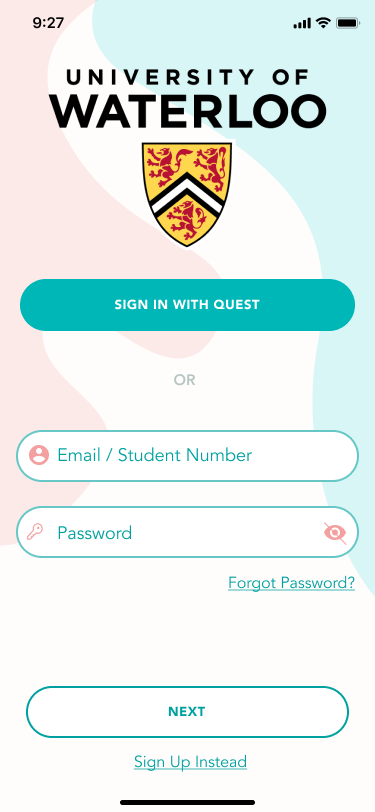 9:27
UNIVERSITY OF
WATERLOO
SIGN IN WITH QUEST
OR
Email / Student Number
Password
Forgot Password?
NEXT
Sign Up Instead